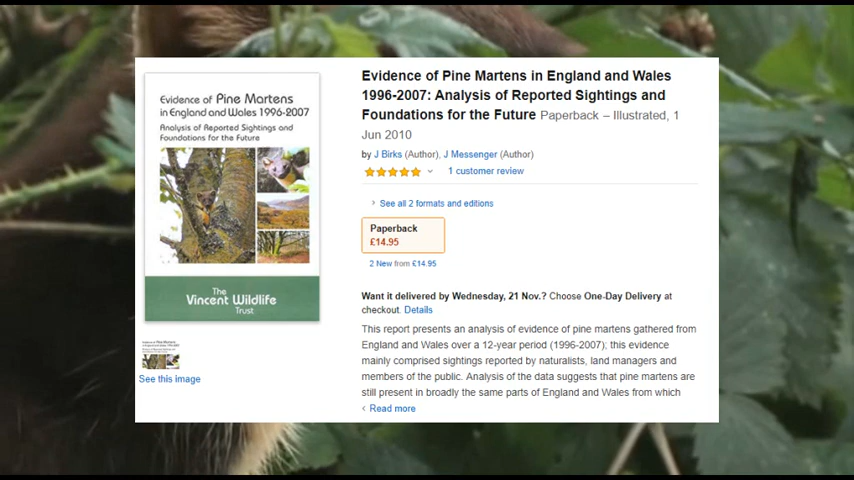 Evidence of Pine Martens
in England and Wales 1996-2007
Analysis of Reported Sightings and
Foundations for the Future
The
Vincent Wildlife
Trust
See this image
Evidence of Pine Martens in England and Wales
1996-2007: Analysis of Reported Sightings and
Foundations for the Future Paperback – Illustrated, 1
Jun 2010
by J Birks (Author), J Messenger (Author)
1 customer review
See all 2 formats and editions
Paperback
£14.95
2 New from £14.95
Want it delivered by Wednesday, 21 Nov.? Choose One-Day Delivery at
checkout. Details
This report presents an analysis of evidence of pine martens gathered from
England and Wales over a 12-year period (1996-2007); this evidence
mainly comprised sightings reported by naturalists, land managers and
members of the public. Analysis of the data suggests that pine martens are
still present in broadly the same parts of England and Wales from which
Read more